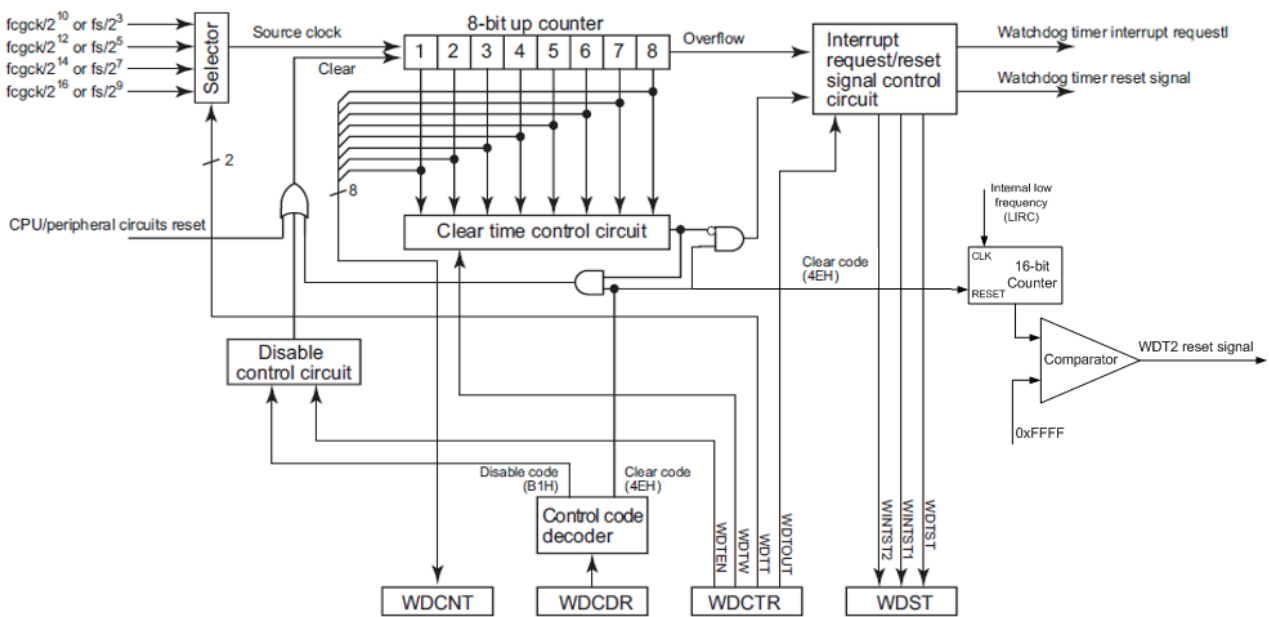 fcgck/2^10 or fs/2^3
fcgck/2^12 or fs/2^5
fcgck/2^14 or fs/2^7
fcgck/2^16 or fs/2^9
Selector
Source clock
Clear
8-bit up counter
1 2 3 4 5 6 7 8
Overflow
Interrupt
request/reset
signal control
circuit
Watchdog timer interrupt requestl
Watchdog timer reset signal
2
8
CPU/peripheral circuits reset
Clear time control circuit
Internal low
frequency
(LIRC)
Clear code
(4EH)
CLK
16-bit
Counter
RESET
Disable
control circuit
Comparator
WDT2 reset signal
0xFFFF
Disable code
(B1H)
Clear code
(4EH)
Control code
decoder
WDTEN
WDTW
WDTT
WDTOUT
WINTST2
WINTST1
WDTST
WDCNT
WDCDR
WDCTR
WDST